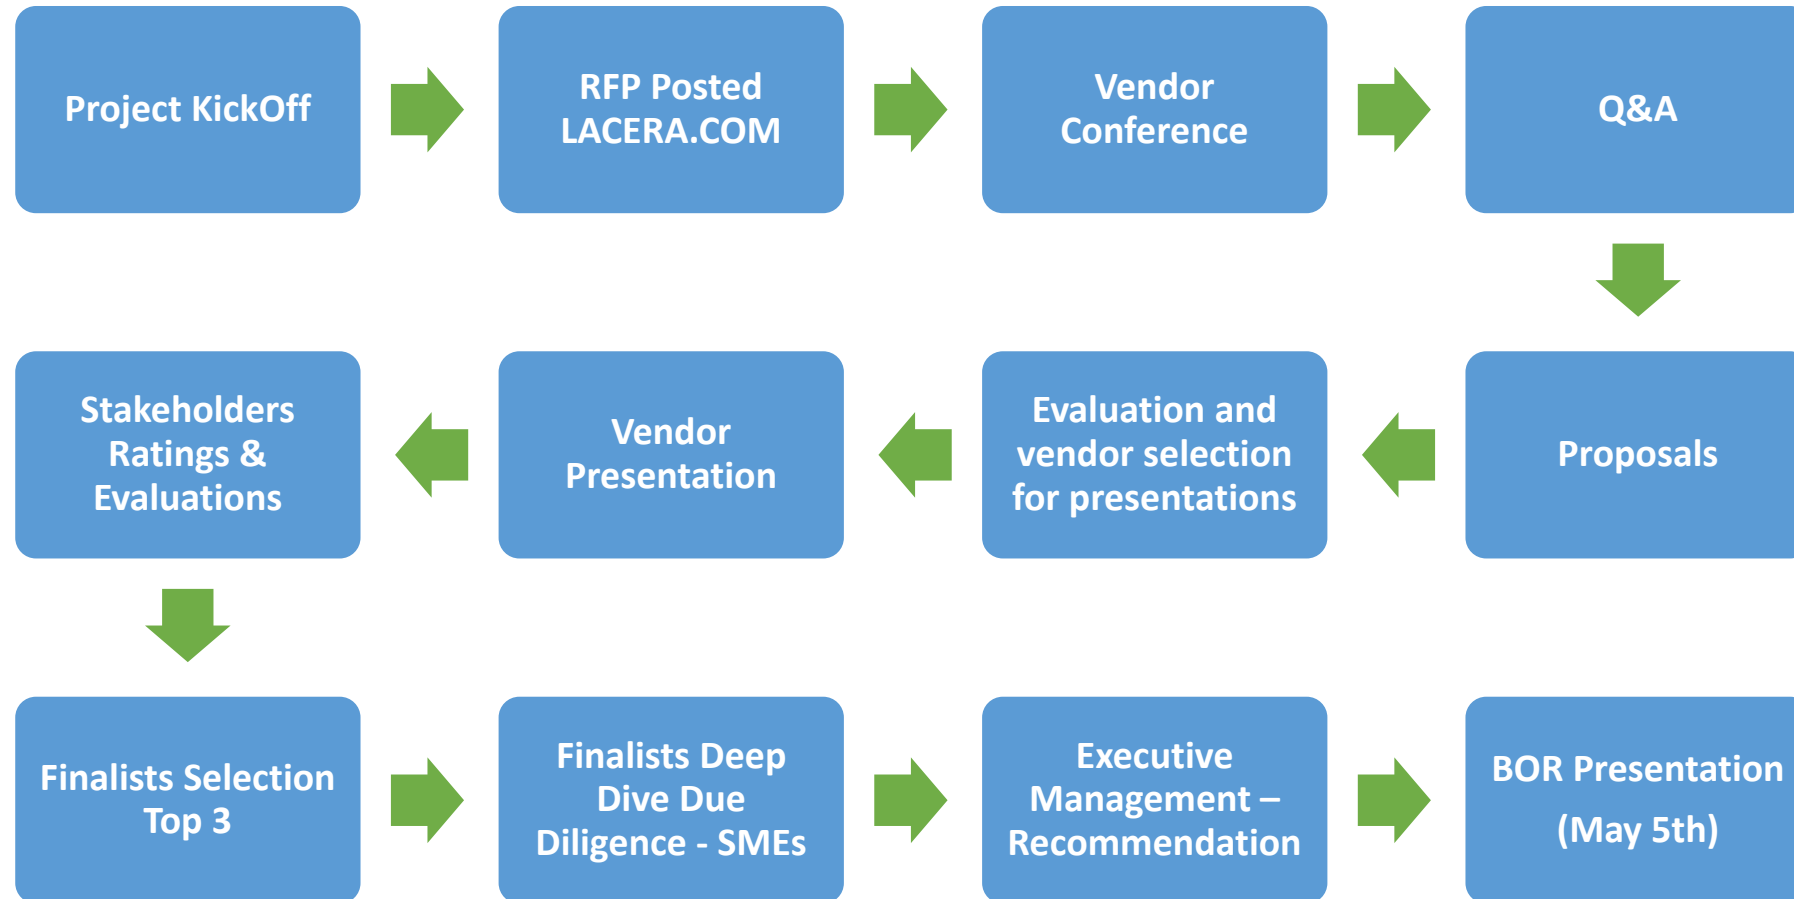 Project KickOff
RFP Posted
LACERA.COM
Vendor
Conference
Q&A
Proposals
Evaluation and
vendor selection
for presentations
Vendor
Presentation
Stakeholders
Ratings &
Evaluations
Finalists Selection
Top 3
Finalists Deep
Dive Due
Diligence - SMEs
Executive
Management –
Recommendation
BOR Presentation
(May 5th)